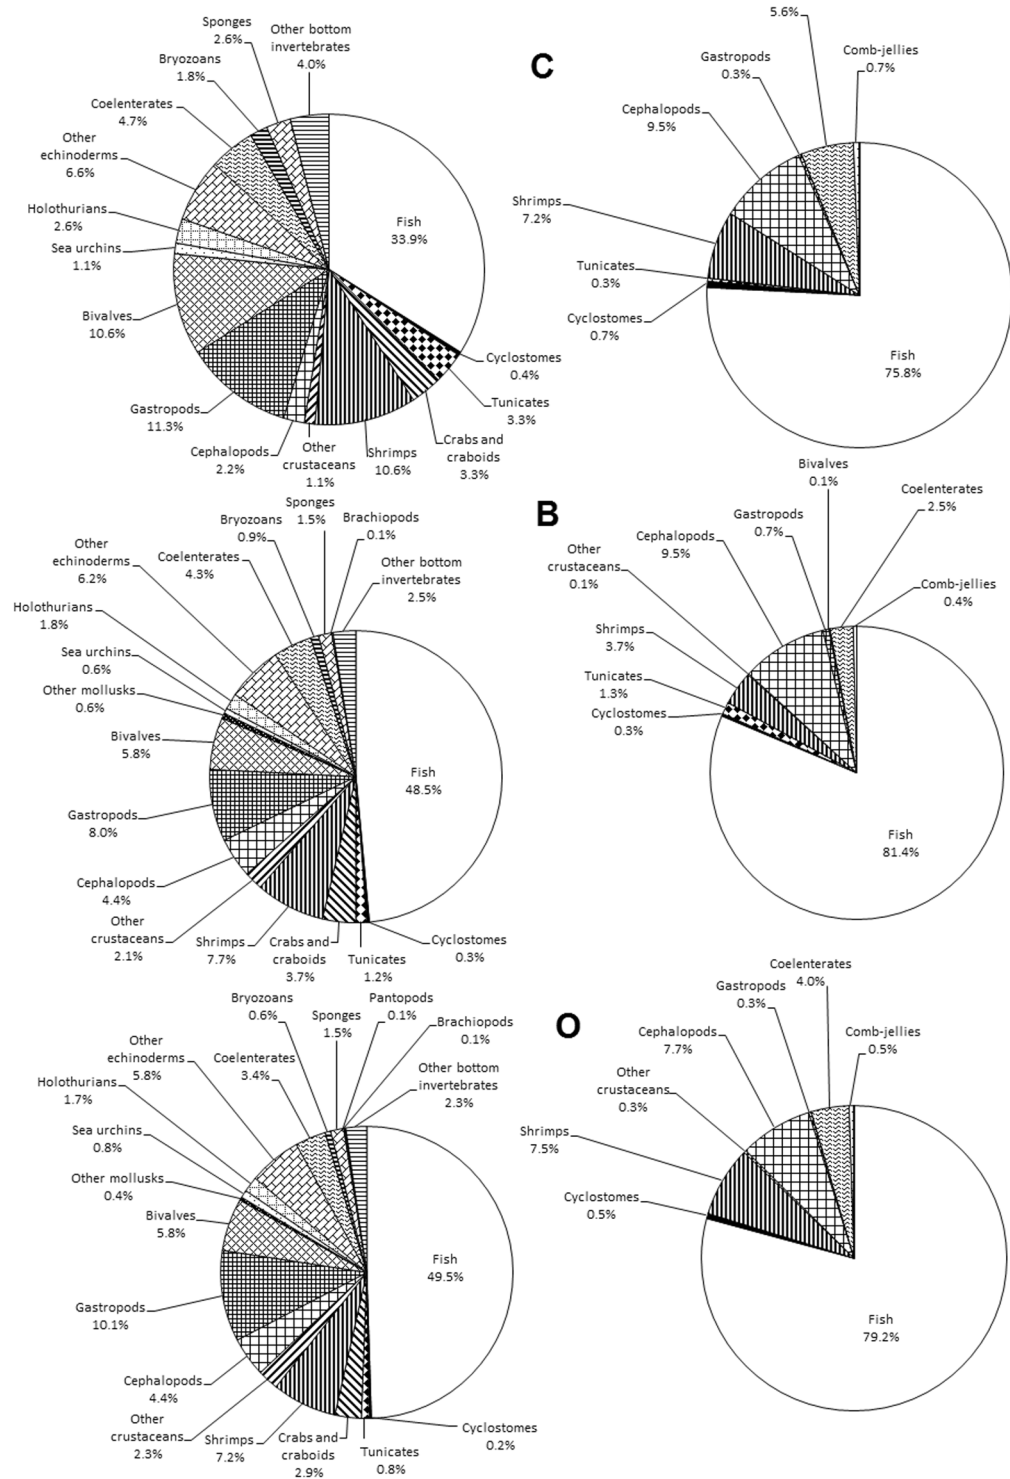 Sponges
2.6%
Other bottom
invertebrates
4.0%
Bryozoans
1.8%
Coelenterates
4.7%
Other
echinoderms
6.6%
Holothurians
2.6%
Sea urchins
1.1%
Bivalves
10.6%
Gastropods
11.3%
Cephalopods
2.2%
Other
crustaceans
1.1%
Shrimps
10.6%
Crabs and
craboids
3.3%
Tunicates
3.3%
Cyclostomes
0.4%
Fish
33.9%
C
5.6%
Comb-jellies
0.7%
Gastropods
0.3%
Cephalopods
9.5%
Shrimps
7.2%
Tunicates
0.3%
Cyclostomes
0.7%
Fish
75.8%
Sponges
1.5%
Brachiopods
0.1%
Bryozoans
0.9%
Other bottom
invertebrates
2.5%
Coelenterates
4.3%
Other
echinoderms
6.2%
Holothurians
1.8%
Sea urchins
0.6%
Other mollusks
0.6%
Bivalves
5.8%
Gastropods
8.0%
Cephalopods
4.4%
Other
crustaceans
2.1%
Shrimps
7.7%
Crabs and
craboids
3.7%
Tunicates
1.2%
Cyclostomes
0.3%
Fish
48.5%
B
Bivalves
0.1%
Coelenterates
2.5%
Gastropods
0.7%
Cephalopods
9.5%
Other
crustaceans
0.1%
Comb-jellies
0.4%
Shrimps
3.7%
Tunicates
1.3%
Cyclostomes
0.3%
Fish
81.4%
Bryozoans
0.6%
Sponges
1.5%
Pantopods
0.1%
Brachiopods
0.1%
Other bottom
invertebrates
2.3%
Coelenterates
3.4%
Other
echinoderms
5.8%
Holothurians
1.7%
Sea urchins
0.8%
Other mollusks
0.4%
Bivalves
5.8%
Gastropods
10.1%
Cephalopods
4.4%
Other
crustaceans
2.3%
Shrimps
7.2%
Crabs and
craboids
2.9%
Tunicates
0.8%
Cyclostomes
0.2%
Fish
49.5%
O
Coelenterates
4.0%
Gastropods
0.3%
Comb-jellies
0.5%
Cephalopods
7.7%
Other
crustaceans
0.3%
Shrimps
7.5%
Cyclostomes
0.5%
Fish
79.2%